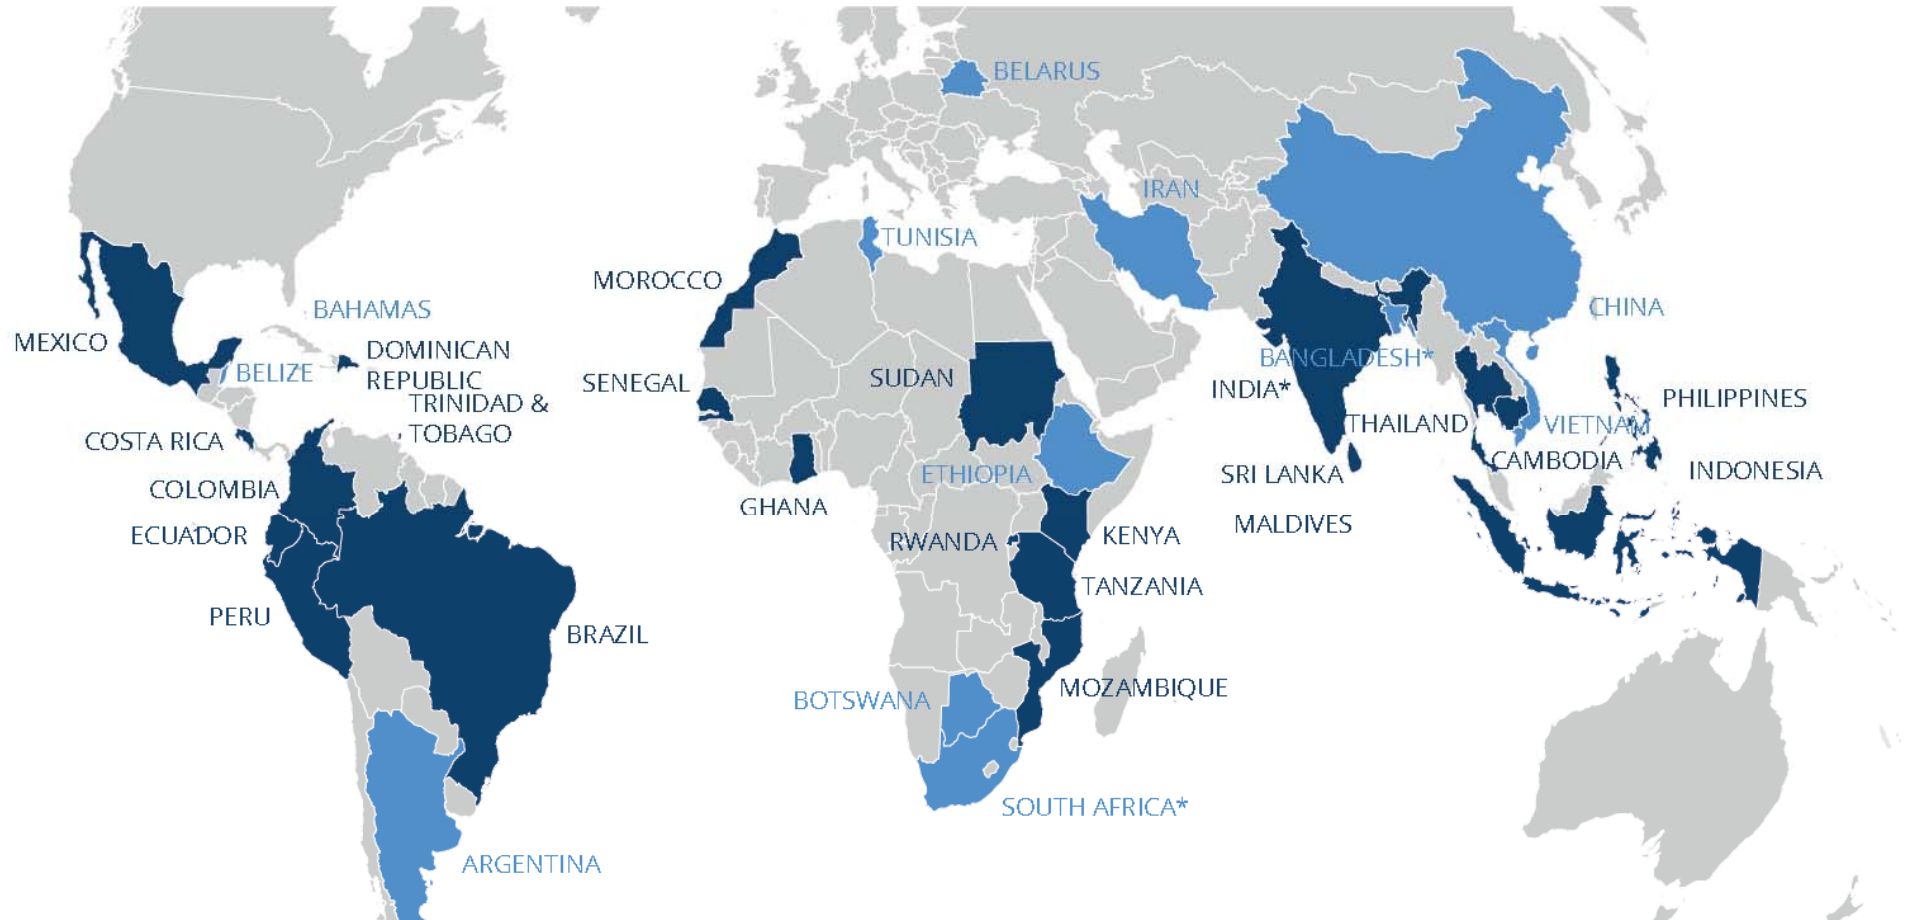 BELARUS
IRAN
TUNISIA
MOROCCO
BAHAMAS
CHINA
MEXICO
DOMINICAN
REPUBLIC
BELIZE
BANGLADESH*
SENEGAL
SUDAN
INDIA*
PHILIPPINES
TRINIDAD &
TOBAGO
COSTA RICA
THAILAND
VIETNAM
CAMBODIA
ETHIOPIA
SRI LANKA
INDONESIA
COLOMBIA
GHANA
MALDIVES
ECUADOR
RWANDA
KENYA
TANZANIA
PERU
BRAZIL
MOZAMBIQUE
BOTSWANA
SOUTH AFRICA*
ARGENTINA